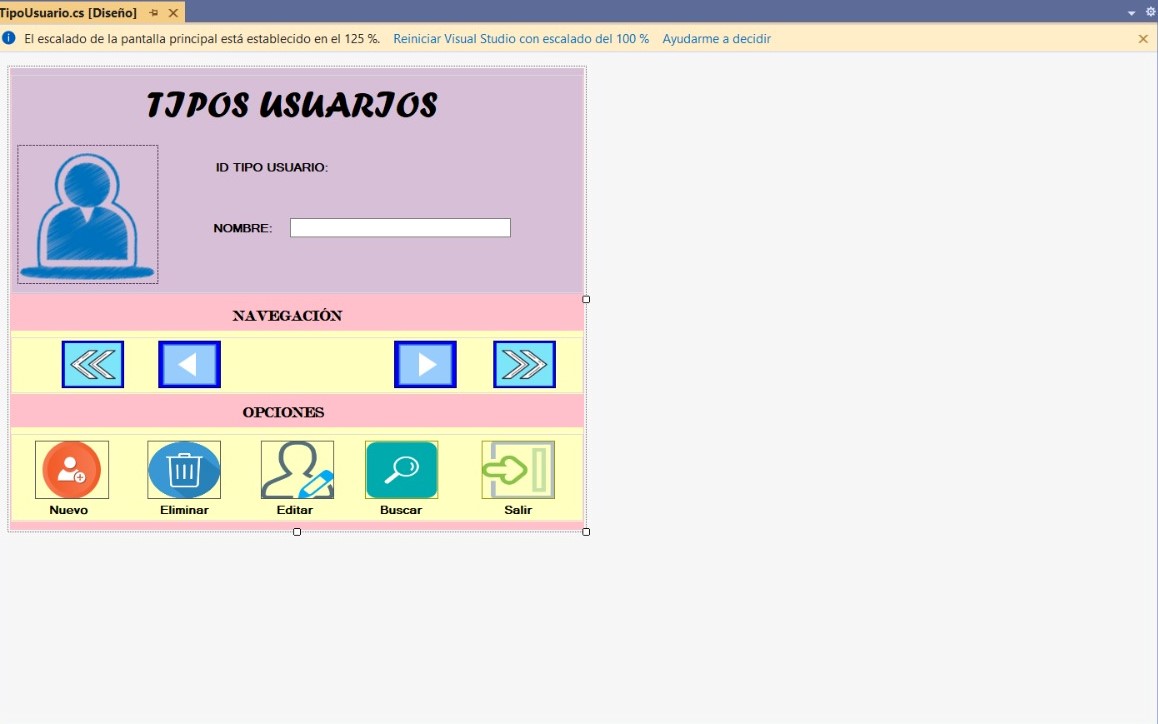 TipoUsuario.cs [Diseño]
El escalado de la pantalla principal está establecido en el 125 %. Reiniciar Visual Studio con escalado del 100 % Ayudarme a decidir
TIPOS USUARIOS
ID TIPO USUARIO:
NOMBRE:
NAVEGACIÓN
OPCIONES
Nuevo Eliminar Editar Buscar Salir